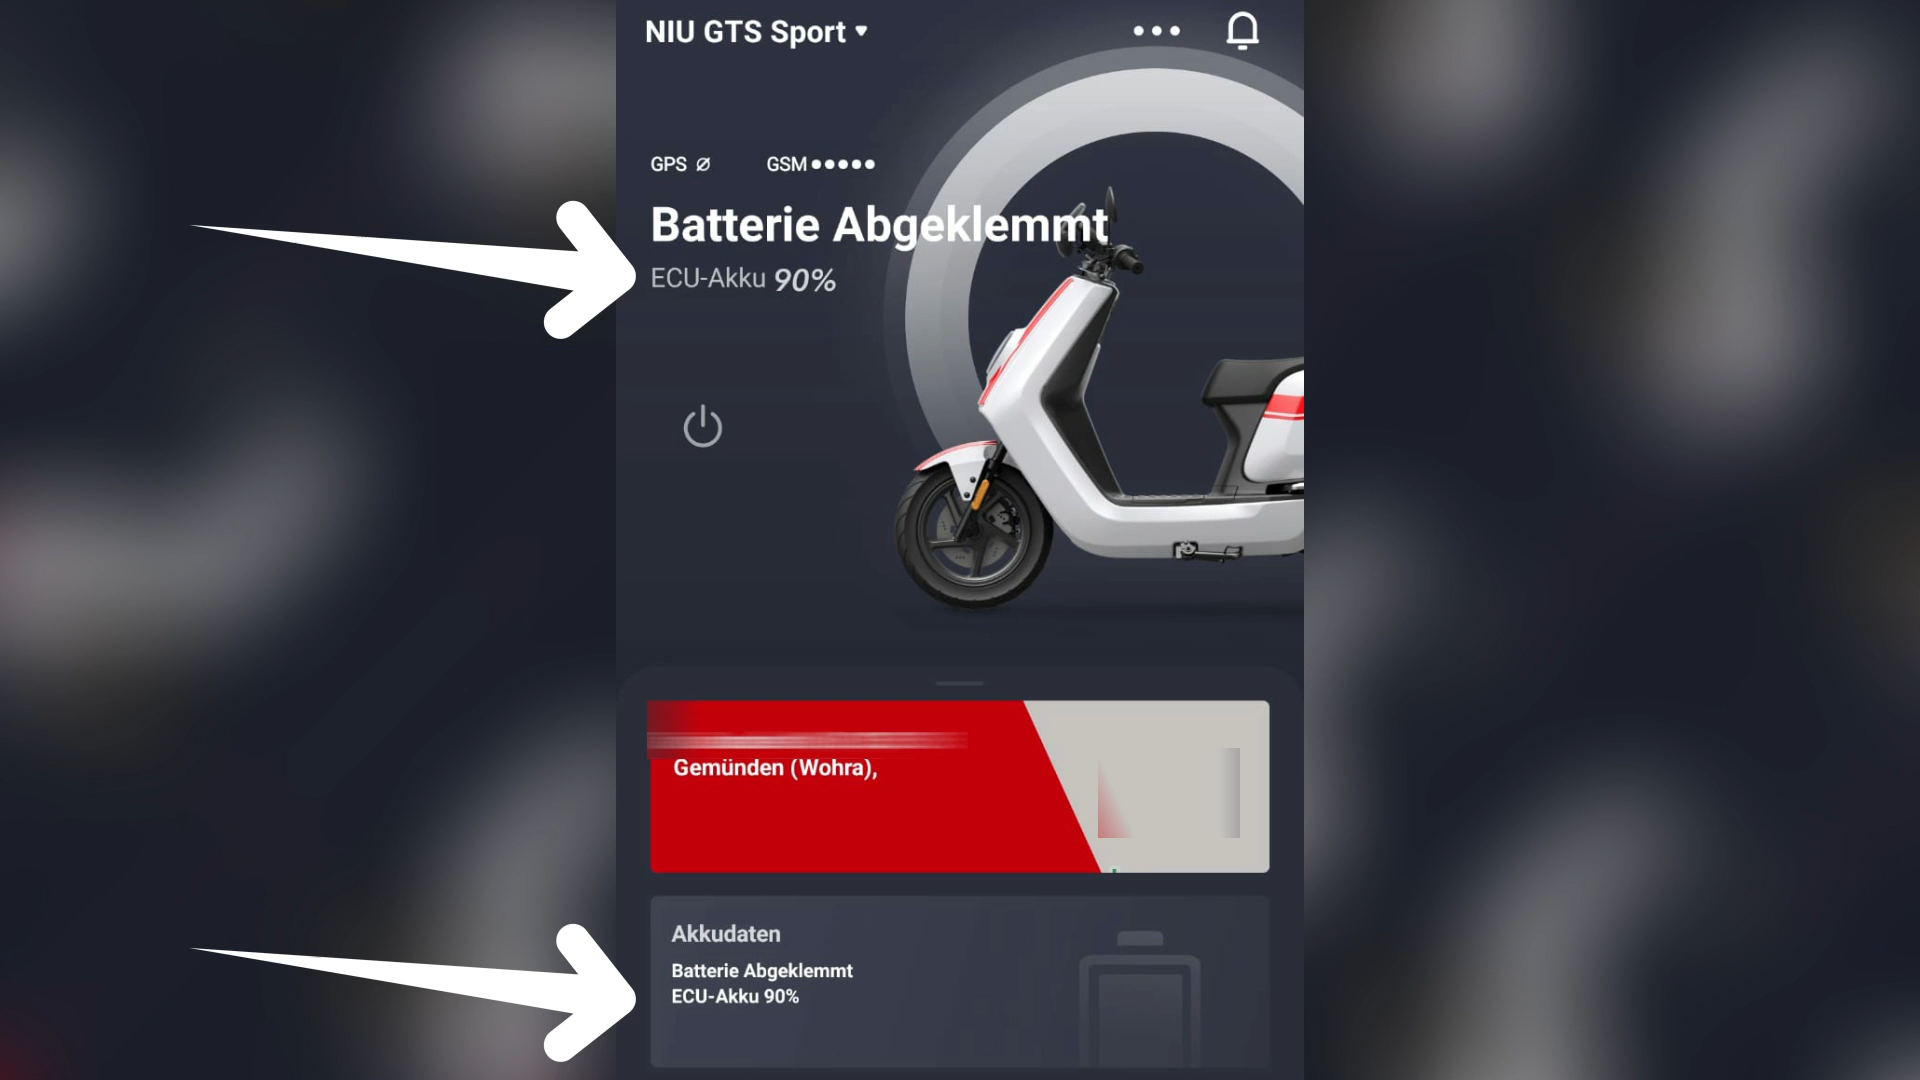 NIU GTS Sport
GPS
GSM
Batterie Abgeklemmt
ECU-Akku 90%
Gemünden (Wohra),
Akkudaten
Batterie Abgeklemmt
ECU-Akku 90%